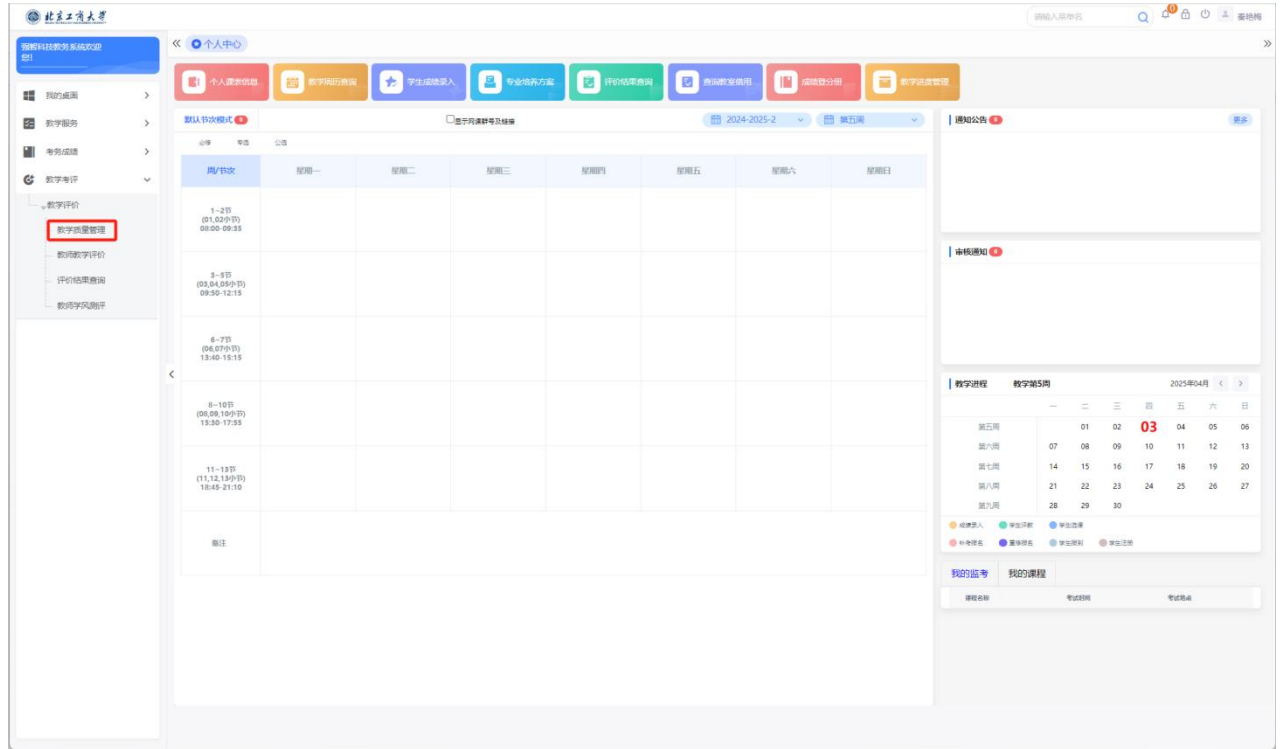 北京工商大学
请输入菜单名
0
秦艳梅
强智科技教务系统欢迎
您!
我的桌面
教学服务
考务成绩
教学考评
教学评价
教学质量管理
教师教学评价
评价结果查询
教师学风测评
个人中心
个人课表信息
教学周历查询
学生成绩录入
专业培养方案
评价结果查询
查询教室借用
成绩登分册
教学进度管理
默认节次模式
显示网课群号及链接
2024-2025-2
第五周
必修 专选 公选
周/节次 星期一 星期二 星期三 星期四 星期五 星期六 星期日
1~2节
(01,02小节)
08:00-09:35
3~5节
(03,04,05小节)
09:50-12:15
6~7节
(06,07小节)
13:40-15:15
8~10节
(08,09,10小节)
15:30-17:55
11~13节
(11,12,13小节)
18:45-21:10
备注
通知公告 更多
审核通知
教学进程 教学第5周 2025年04月
一 二 三 四 五 六 日
第五周 01 02 03 04 05 06
第六周 07 08 09 10 11 12 13
第七周 14 15 16 17 18 19 20
第八周 21 22 23 24 25 26 27
第九周 28 29 30
成绩录入 学生评教 学生选课
补考报名 重修报名 学生报到 学生注册
我的监考 我的课程
课程名称 考试时间 考试地点